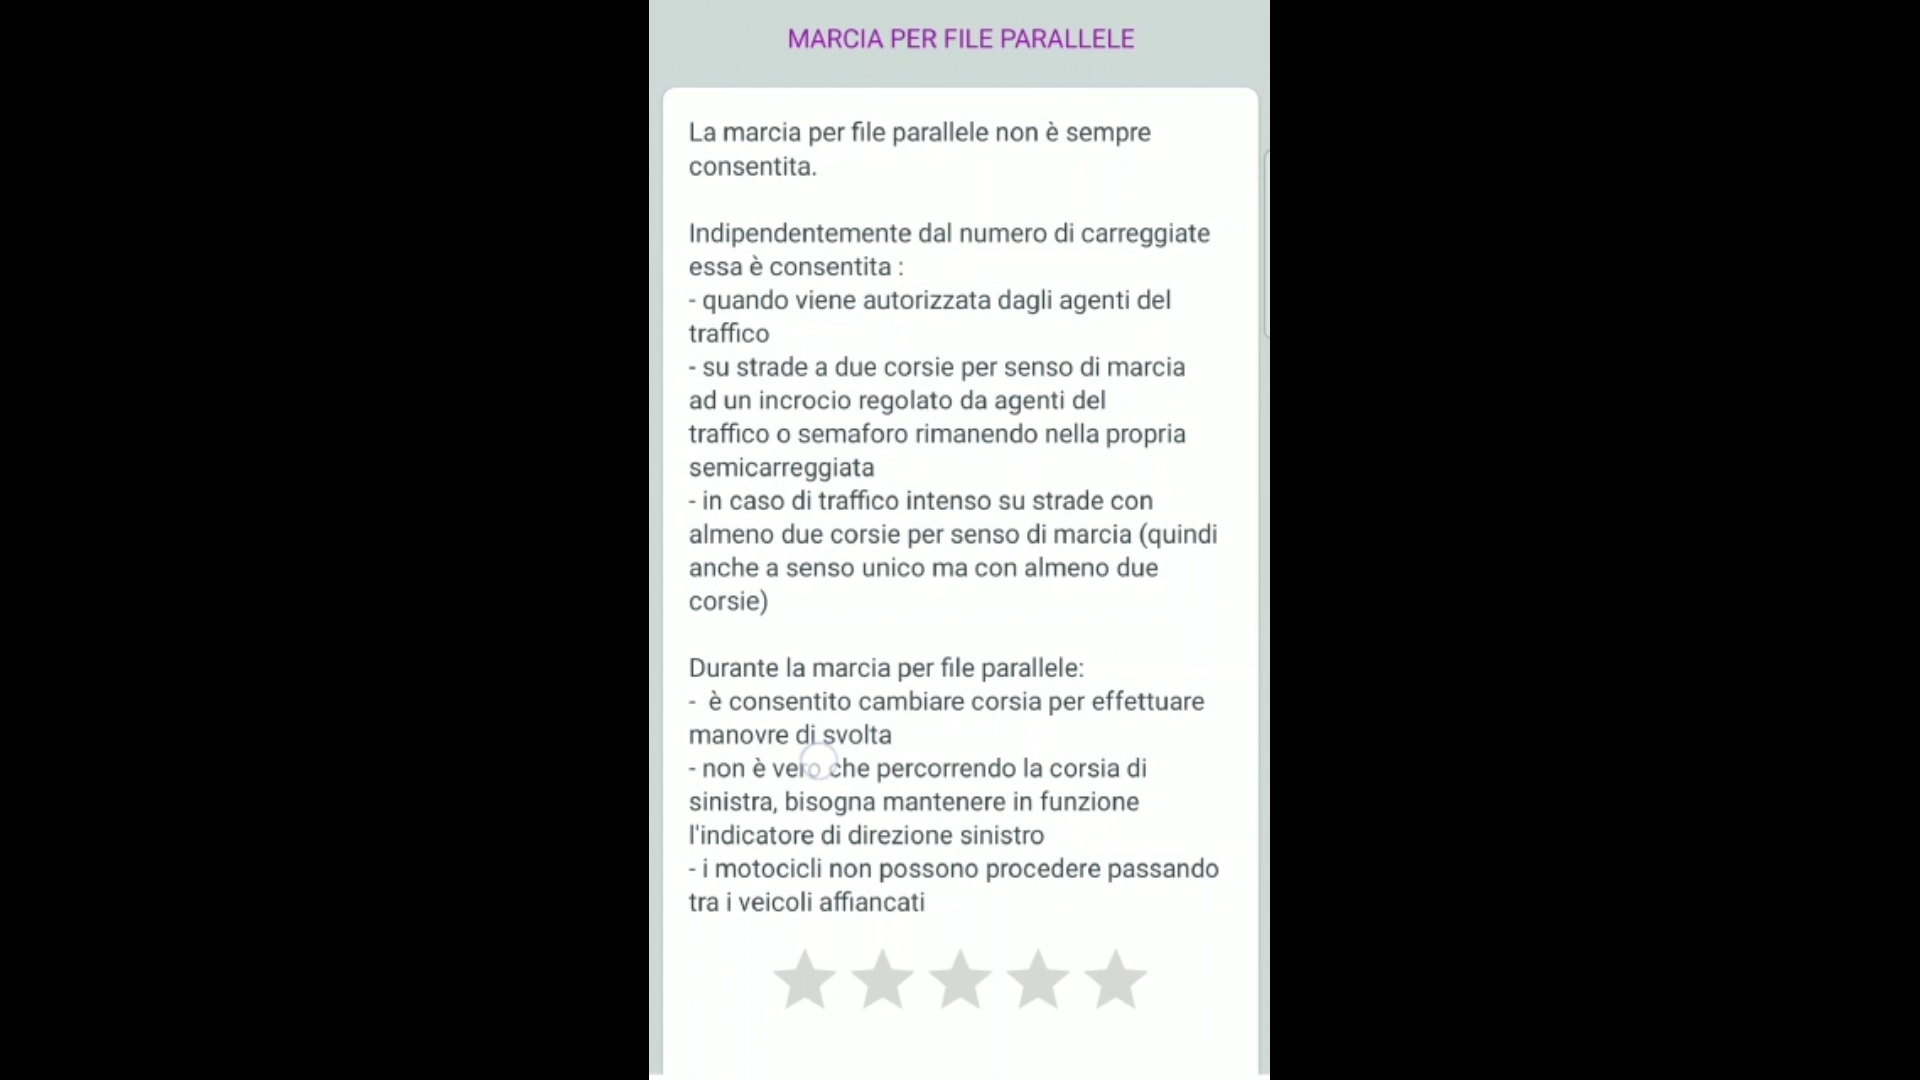 MARCIA PER FILE PARALLELE
La marcia per file parallele non è sempre
consentita.
Indipendentemente dal numero di carreggiate
essa è consentita :
- quando viene autorizzata dagli agenti del
traffico
- su strade a due corsie per senso di marcia
ad un incrocio regolato da agenti del
traffico o semaforo rimanendo nella propria
semicarreggiata
- in caso di traffico intenso su strade con
almeno due corsie per senso di marcia (quindi
anche a senso unico ma con almeno due
corsie)
Durante la marcia per file parallele:
-  è consentito cambiare corsia per effettuare
manovre di svolta
- non è vero che percorrendo la corsia di
sinistra, bisogna mantenere in funzione
l'indicatore di direzione sinistro
- i motocicli non possono procedere passando
tra i veicoli affiancati